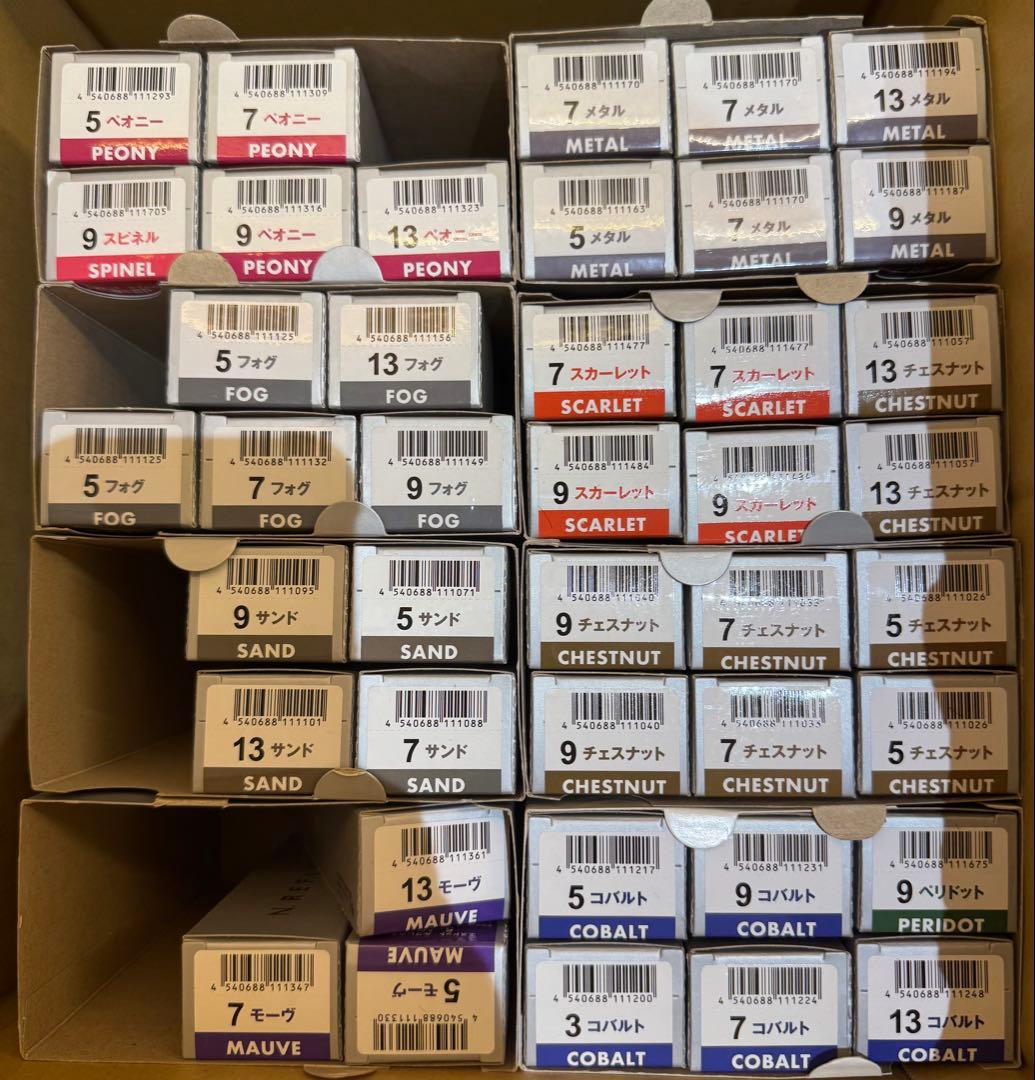 4 540688 111293
5 ペオニー
PEONY
4 540688 111309
7 ペオニー
PEONY
4 540688 111705
9 スピネル
SPINEL
4 540688 111316
9 ペオニー
PEONY
4 540688 111323
13 ペオニー
PEONY
4 540688 111170
7 メタル
METAL
4 540688 111170
7 メタル
METAL
4 540688 111194
13 メタル
METAL
4 540688 111163
5 メタル
METAL
4 540688 111170
7 メタル
METAL
4 540688 111187
9 メタル
METAL
4 540688 111125
5 フォグ
FOG
4 540688 111156
13 フォグ
FOG
4 540688 111125
5 フォグ
FOG
4 540688 111132
7 フォグ
FOG
4 540688 111149
9 フォグ
FOG
4 540688 111477
7 スカーレット
SCARLET
4 540688 111477
7 スカーレット
SCARLET
4 540688 111057
13 チェスナット
CHESTNUT
4 540688 111484
9 スカーレット
SCARLET
4 540688
9 スカーレット
SCARLET
4 540688 111057
13 チェスナット
CHESTNUT
4 540688 111095
9 サンド
SAND
4 540688 111071
5 サンド
SAND
4 540688 111101
13 サンド
SAND
4 540688 111088
7 サンド
SAND
4 540688 111040
9 チェスナット
CHESTNUT
4 540688
7 チェスナット
CHESTNUT
4 540688 111026
5 チェスナット
CHESTNUT
4 540688 111040
9 チェスナット
CHESTNUT
4 540688 111033
7 チェスナット
CHESTNUT
4 540688 111026
5 チェスナット
CHESTNUT
4 540688 111361
13 モーヴ
MAUVE
4 540688 111347
7 モーヴ
MAUVE
MAUVE
5 モーヴ
4 540688 111330
4 540688 111217
5 コバルト
COBALT
4 540688 111231
9 コバルト
COBALT
4 540688 111675
9 ペリドット
PERIDOT
4 540688 111200
3 コバルト
COBALT
4 540688 111224
7 コバルト
COBALT
4 540688 111248
13 コバルト
COBALT